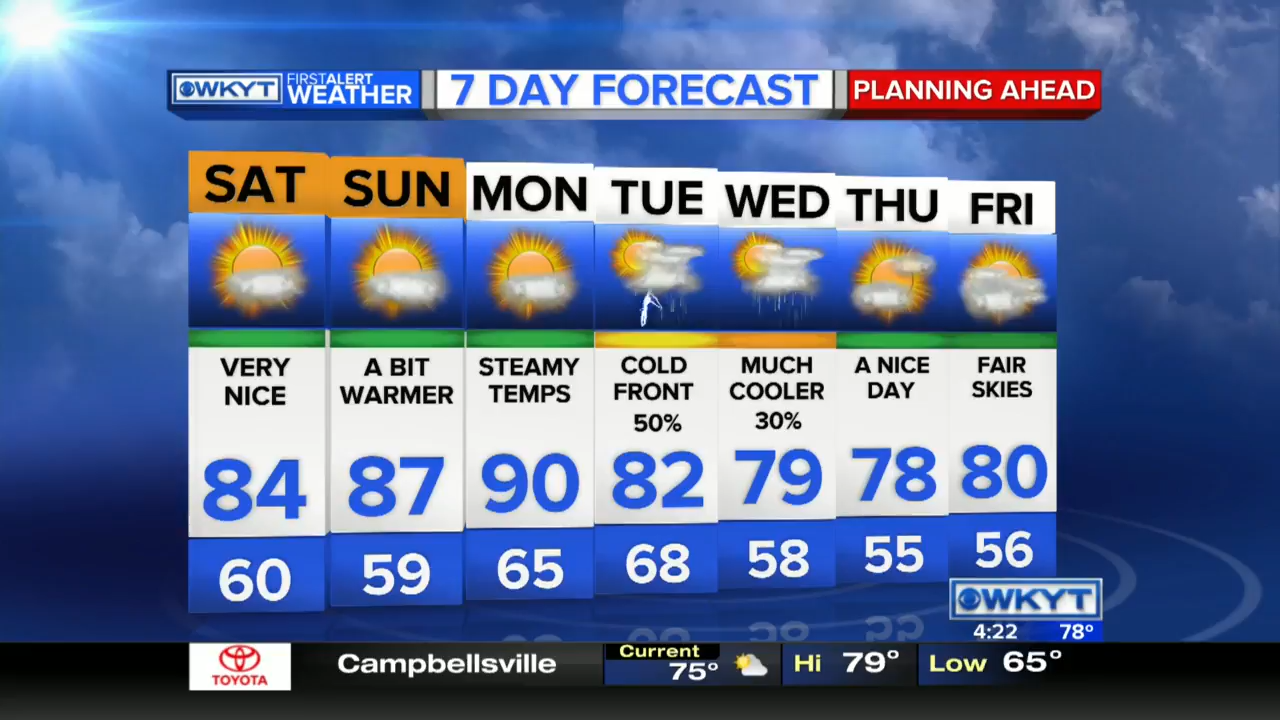 WKYT FIRST ALERT WEATHER 7 DAY FORECAST PLANNING AHEAD
SAT SUN MON TUE WED THU FRI
VERY NICE
A BIT WARMER
STEAMY TEMPS
COLD FRONT 50%
MUCH COOLER 30%
A NICE DAY
FAIR SKIES
84 87 90 82 79 78 80
60 59 65 68 58 55 56
WKYT
4:22 78°
TOYOTA Campbellsville Current 75° Hi 79° Low 65°